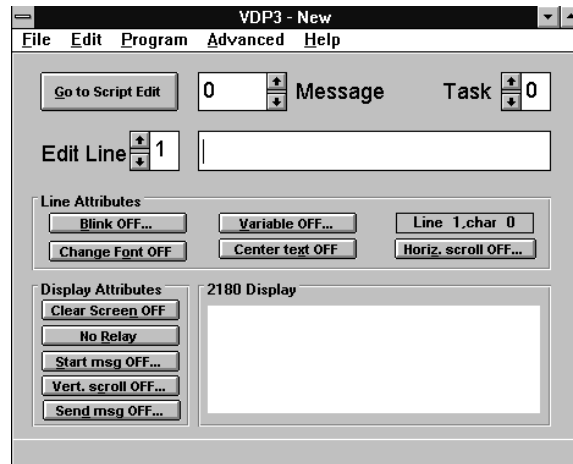 VDP3 - New
File Edit Program Advanced Help
Go to Script Edit 0 Message Task 0
Edit Line 1
Line Attributes
Blink OFF... Variable OFF... Line 1,char 0
Change Font OFF Center text OFF Horiz. scroll OFF...
Display Attributes 2180 Display
Clear Screen OFF
No Relay
Start msg OFF...
Vert. scroll OFF...
Send msg OFF...